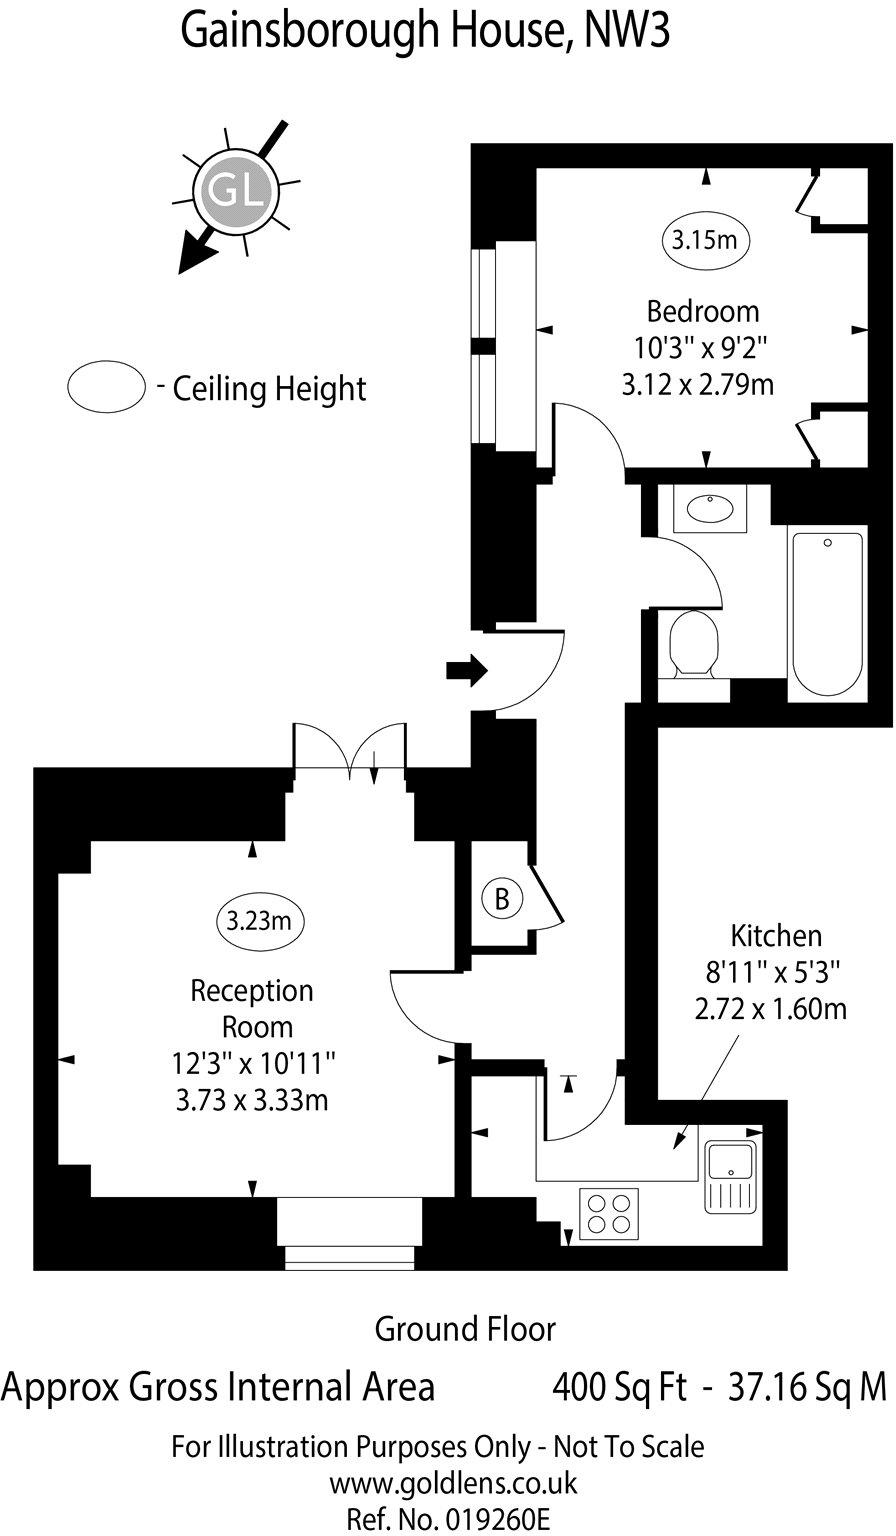 Gainsborough House, NW3
GL
- Ceiling Height
3.15m
Bedroom
10'3" x 9'2"
3.12 x 2.79m
B
3.23m
Reception
Room
12'3" x 10'11"
3.73 x 3.33m
Kitchen
8'11" x 5'3"
2.72 x 1.60m
Ground Floor
Approx Gross Internal Area 400 Sq Ft - 37.16 Sq M
For Illustration Purposes Only - Not To Scale
www.goldlens.co.uk
Ref. No. 019260E